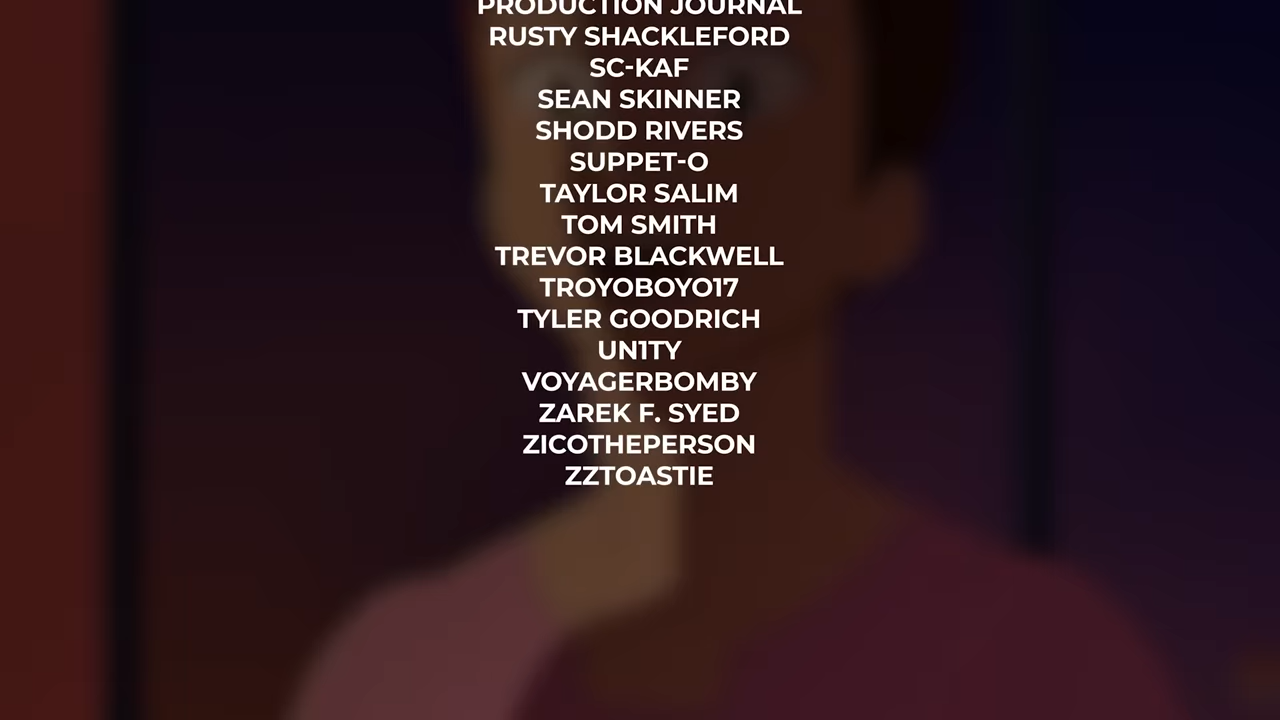 PRODUCTION JOURNAL
RUSTY SHACKLEFORD
SC-KAF
SEAN SKINNER
SHODD RIVERS
SUPPET-O
TAYLOR SALIM
TOM SMITH
TREVOR BLACKWELL
TROYOBOYO17
TYLER GOODRICH
UN1TY
VOYAGERBOMBY
ZAREK F. SYED
ZICOTHEPERSON
ZZTOASTIE